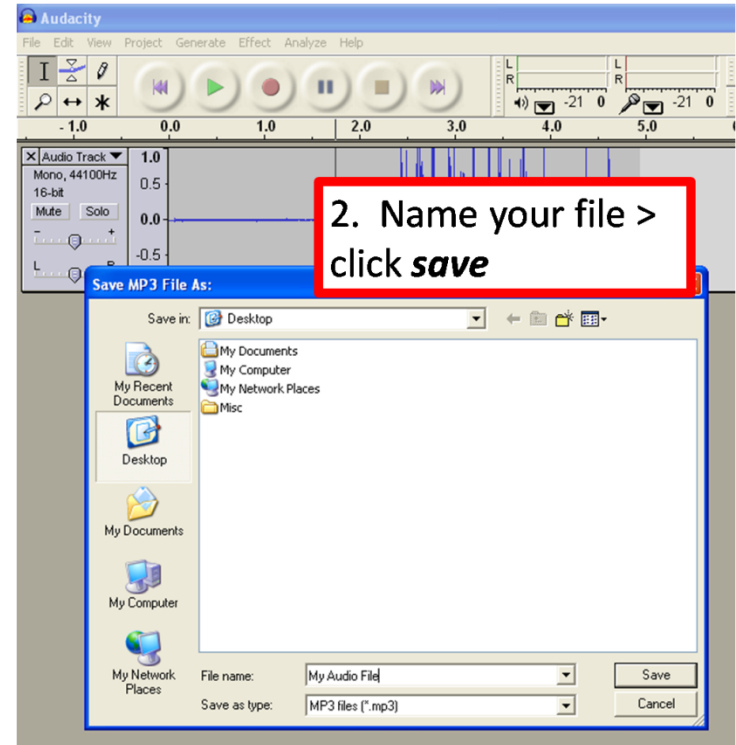 Audacity
File Edit View Project Generate Effect Analyze Help
L
R
L
R
-21 0
-21 0
- 1.0 0.0 1.0 2.0 3.0 4.0 5.0
X Audio Track
Mono, 44100Hz
16-bit
Mute Solo
- +
L R
1.0
0.5
0.0
-0.5
2. Name your file >
click save
Save MP3 File As:
Save in: Desktop
My Recent
Documents
Desktop
My Documents
My Computer
My Network
Places
My Documents
My Computer
My Network Places
Misc
File name: My Audio File Save
Save as type: MP3 files (*.mp3) Cancel